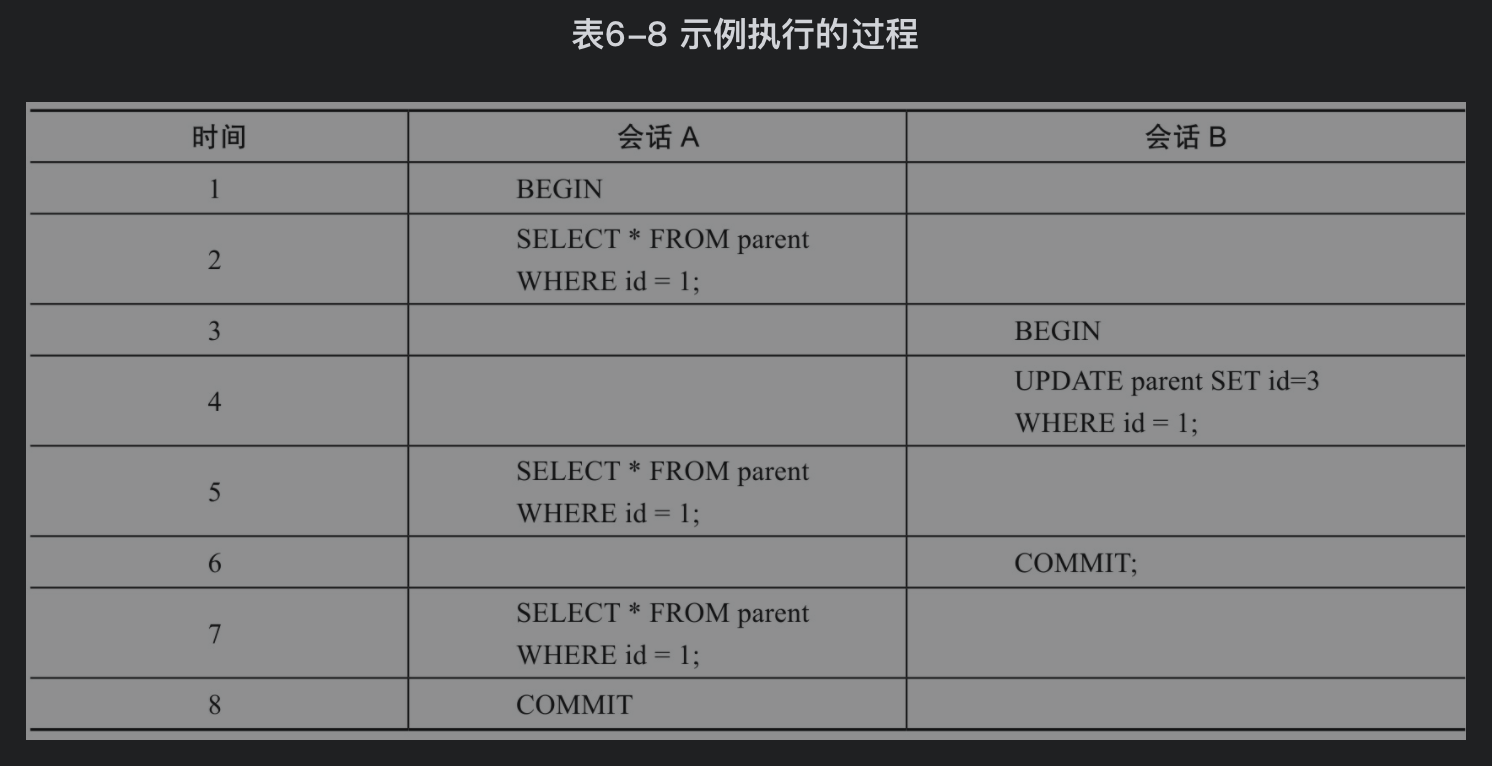 表6-8 示例执行的过程
时间 会话 A 会话 B
1 BEGIN
2 SELECT * FROM parent
WHERE id = 1;
3 BEGIN
4 UPDATE parent SET id=3
WHERE id = 1;
5 SELECT * FROM parent
WHERE id = 1;
6 COMMIT;
7 SELECT * FROM parent
WHERE id = 1;
8 COMMIT